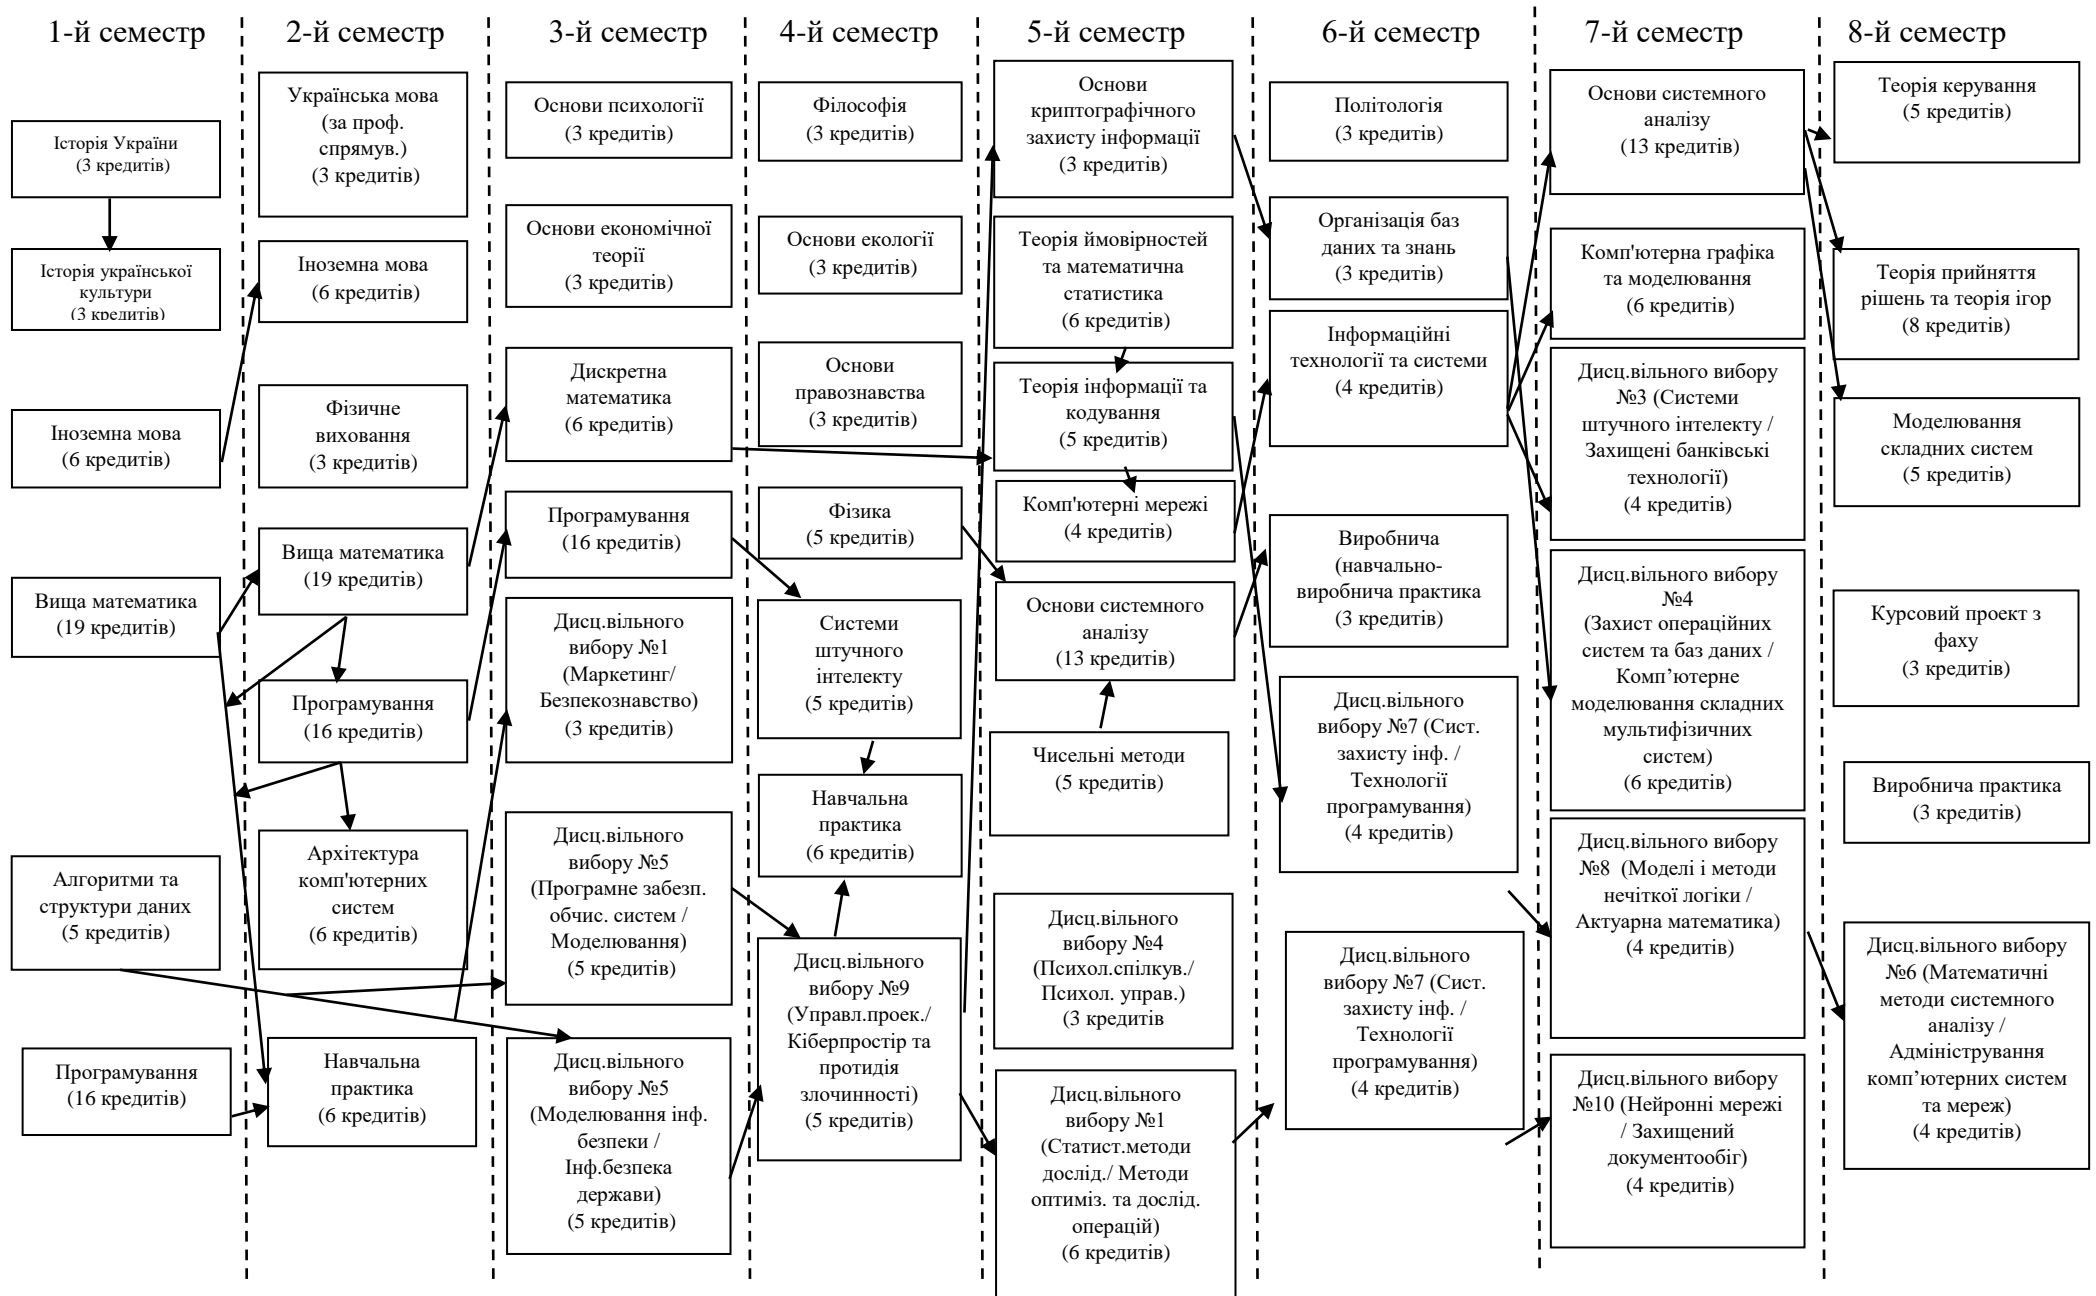 1-й семестр
2-й семестр
3-й семестр
4-й семестр
5-й семестр
6-й семестр
7-й семестр
8-й семестр
Історія України
(3 кредитів)
Історія української
культури
(3 кредитів)
Іноземна мова
(6 кредитів)
Вища математика
(19 кредитів)
Алгоритми та
структури даних
(5 кредитів)
Програмування
(16 кредитів)
Українська мова
(за проф.
спрямув.)
(3 кредитів)
Іноземна мова
(6 кредитів)
Фізичне
виховання
(3 кредитів)
Вища математика
(19 кредитів)
Програмування
(16 кредитів)
Архітектура
комп'ютерних
систем
(6 кредитів)
Навчальна
практика
(6 кредитів)
Основи психології
(3 кредитів)
Основи економічної
теорії
(3 кредитів)
Дискретна
математика
(6 кредитів)
Програмування
(16 кредитів)
Дисц.вільного
вибору №1
(Маркетинг/
Безпекознавство)
(3 кредитів)
Дисц.вільного
вибору №5
(Програмне забезп.
обчис. систем /
Моделювання)
(5 кредитів)
Дисц.вільного
вибору №5
(Моделювання інф.
безпеки /
Інф.безпека
держави)
(5 кредитів)
Філософія
(3 кредитів)
Основи екології
(3 кредитів)
Основи
правознавства
(3 кредитів)
Фізика
(5 кредитів)
Системи
штучного
інтелекту
(5 кредитів)
Навчальна
практика
(6 кредитів)
Дисц.вільного
вибору №9
(Управл.проек./
Кіберпростір та
протидія
злочинності)
(5 кредитів)
Основи
криптографічного
захисту інформації
(3 кредитів)
Теорія ймовірностей
та математична
статистика
(6 кредитів)
Теорія інформації та
кодування
(5 кредитів)
Комп'ютерні мережі
(4 кредитів)
Основи системного
аналізу
(13 кредитів)
Чисельні методи
(5 кредитів)
Дисц.вільного
вибору №4
(Психол.спілкув./
Психол. управ.)
(3 кредитів
Дисц.вільного
вибору №1
(Статист.методи
дослід./ Методи
оптиміз. та дослід.
операцій)
(6 кредитів)
Політологія
(3 кредитів)
Організація баз
даних та знань
(3 кредитів)
Інформаційні
технології та системи
(4 кредитів)
Виробнича
(навчально-
виробнича практика
(3 кредитів)
Дисц.вільного
вибору №7 (Сист.
захисту інф. /
Технології
програмування)
(4 кредитів)
Дисц.вільного
вибору №7 (Сист.
захисту інф. /
Технології
програмування)
(4 кредитів)
Основи системного
аналізу
(13 кредитів)
Комп'ютерна графіка
та моделювання
(6 кредитів)
Дисц.вільного вибору
№3 (Системи
штучного інтелекту /
Захищені банківські
технології)
(4 кредитів)
Дисц.вільного вибору
№4
(Захист операційних
систем та баз даних /
Комп’ютерне
моделювання складних
мультифізичних
систем)
(6 кредитів)
Дисц.вільного вибору
№8 (Моделі і методи
нечіткої логіки /
Актуарна математика)
(4 кредитів)
Дисц.вільного вибору
№10 (Нейронні мережі
/ Захищений
документообіг)
(4 кредитів)
Теорія керування
(5 кредитів)
Теорія прийняття
рішень та теорія ігор
(8 кредитів)
Моделювання
складних систем
(5 кредитів)
Курсовий проект з
фаху
(3 кредитів)
Виробнича практика
(3 кредитів)
Дисц.вільного вибору
№6 (Математичні
методи системного
аналізу /
Адміністрування
комп’ютерних систем
та мереж)
(4 кредитів)